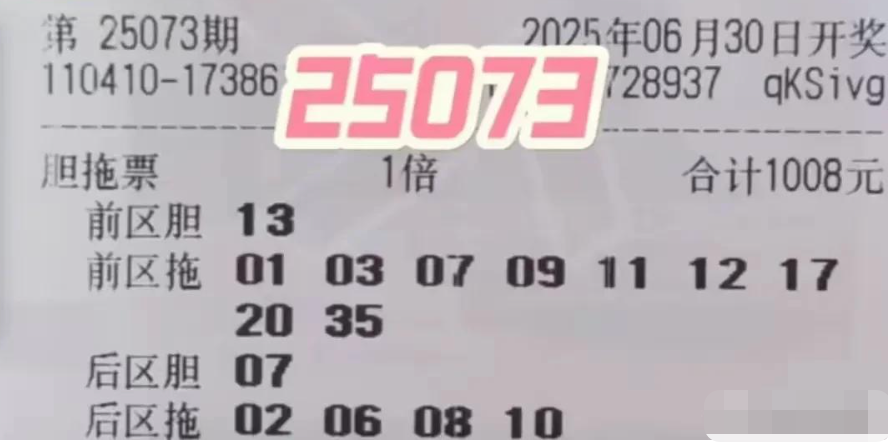 第 25073期 2025年06月30日开奖
110410-17386 728937 qKSivg
25073
胆拖票 1倍 合计1008元
前区胆 13
前区拖 01 03 07 09 11 12 17
20 35
后区胆 07
后区拖 02 06 08 10